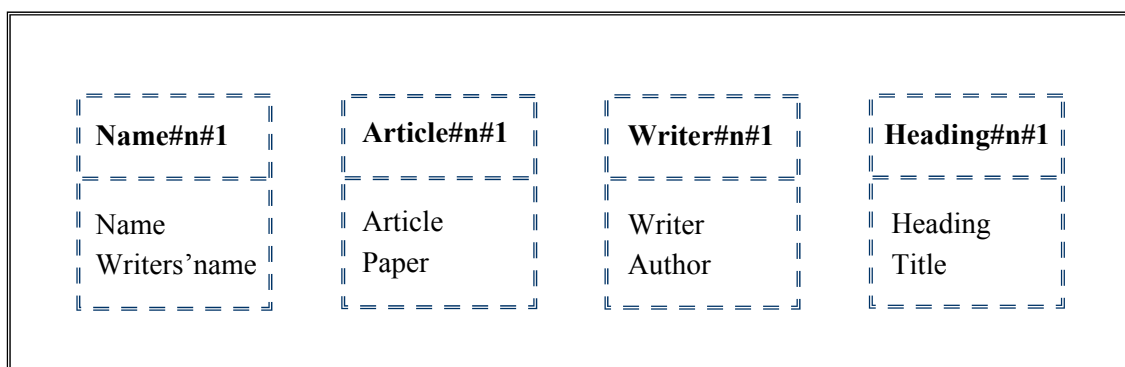 Name#n#1
Name
Writers’name
Article#n#1
Article
Paper
Writer#n#1
Writer
Author
Heading#n#1
Heading
Title